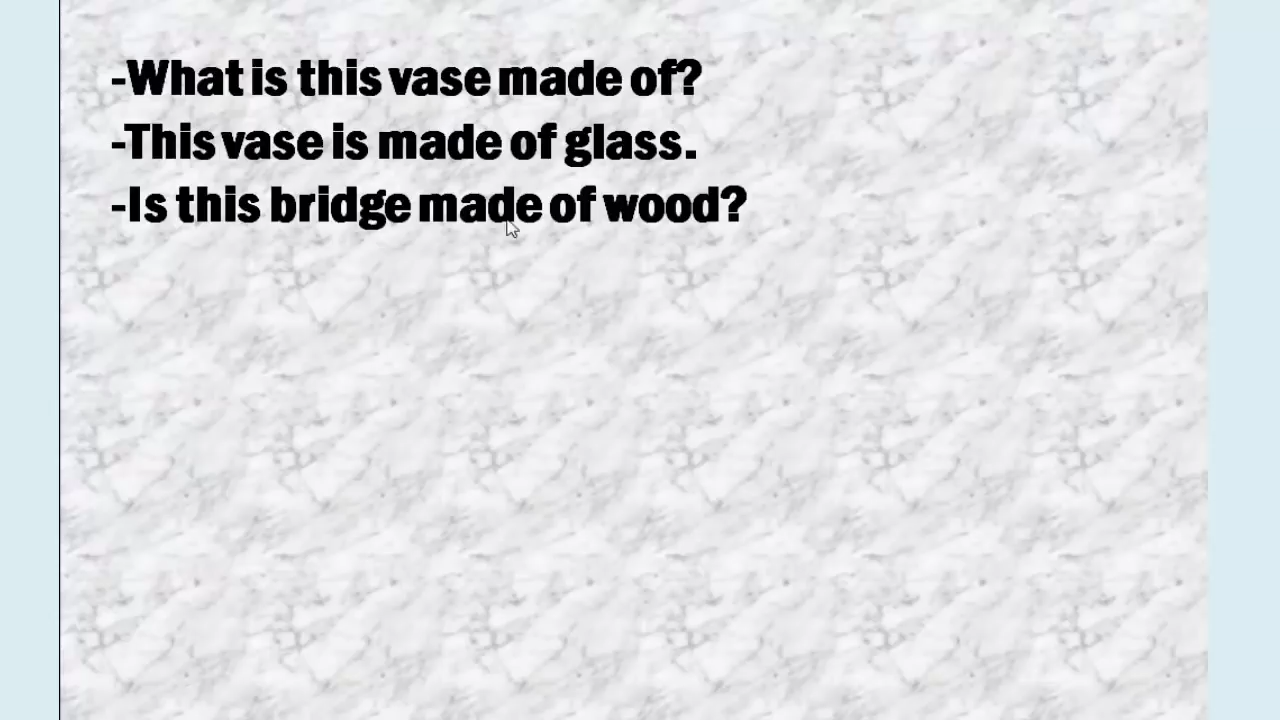 -What is this vase made of?
-This vase is made of glass.
-Is this bridge made of wood?